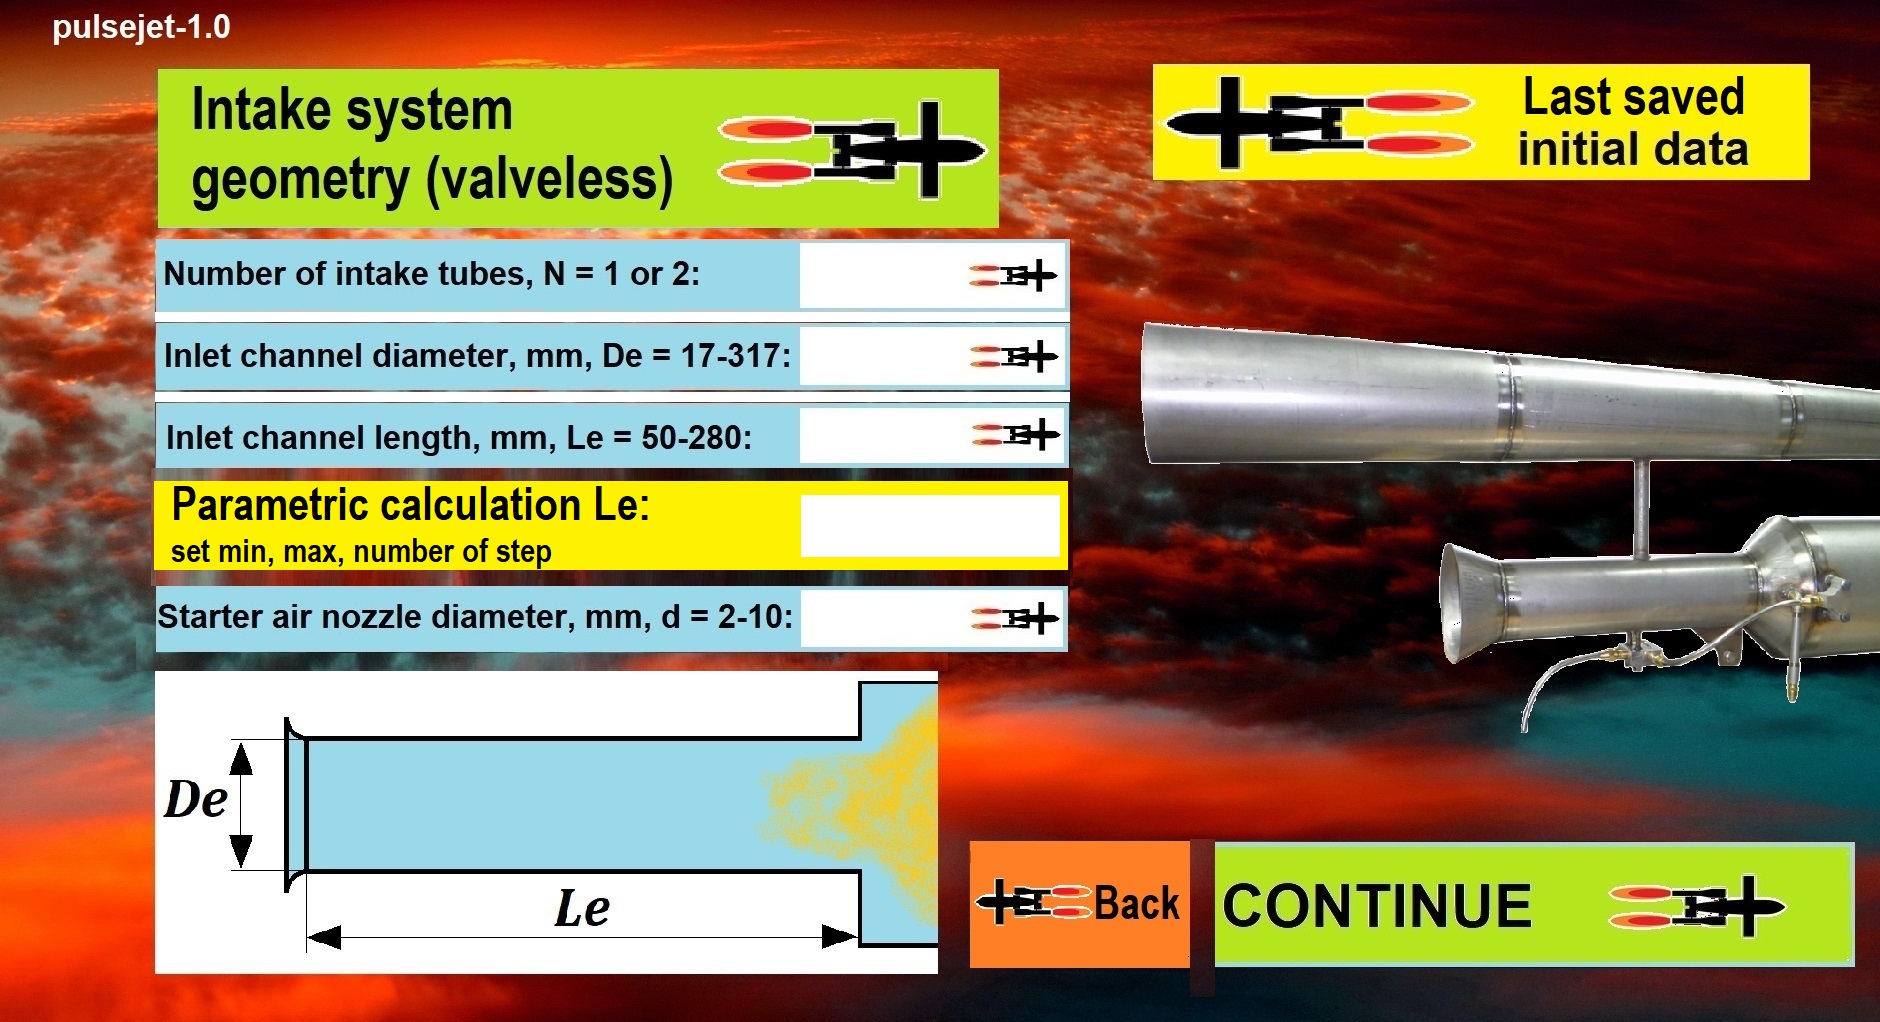 pulsejet-1.0
Intake system
geometry (valveless)
Last saved
initial data
Number of intake tubes, N = 1 or 2:
Inlet channel diameter, mm, De = 17-317:
Inlet channel length, mm, Le = 50-280:
Parametric calculation Le:
set min, max, number of step
Starter air nozzle diameter, mm, d = 2-10:
De
Le
Back
CONTINUE